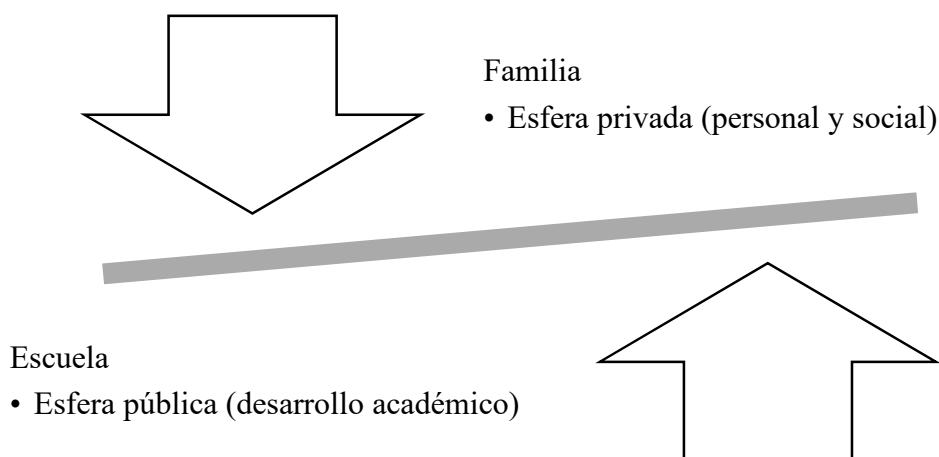 Familia
• Esfera privada (personal y social)
Escuela
• Esfera pública (desarrollo académico)